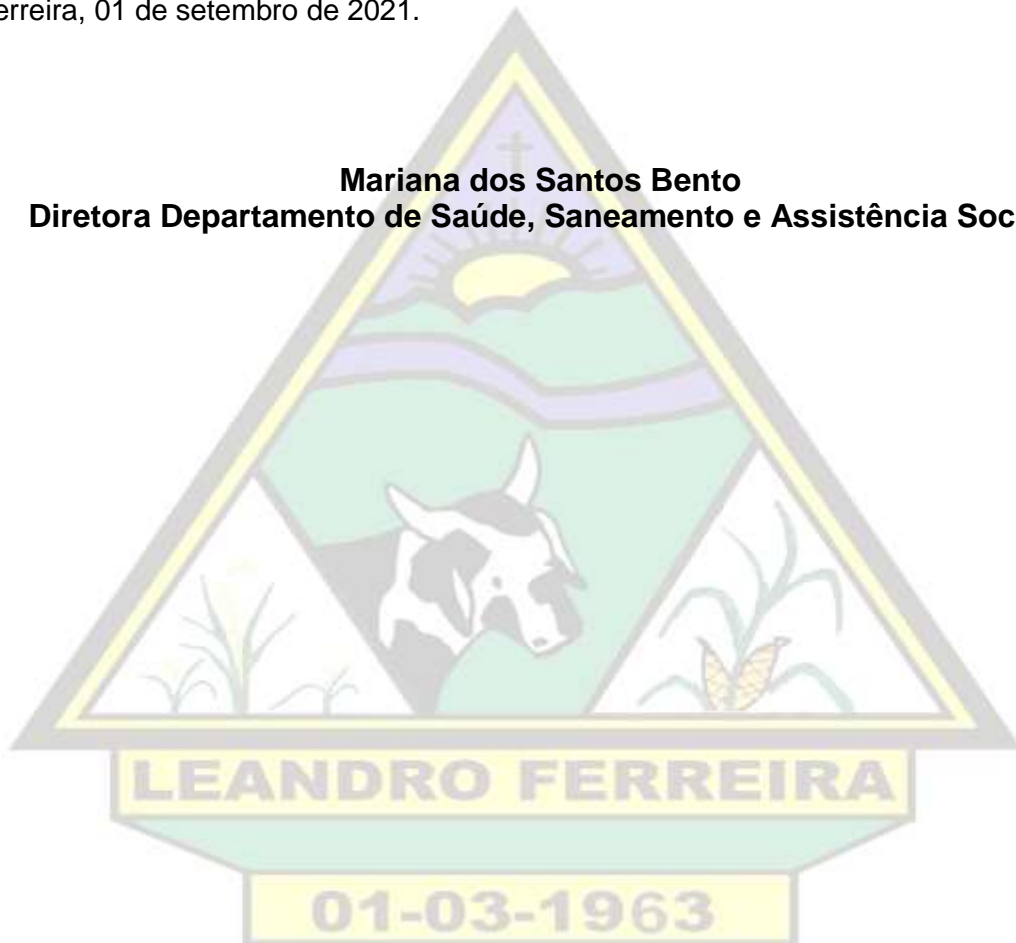 erreira, 01 de setembro de 2021.
Mariana dos Santos Bento
Diretora Departamento de Saúde, Saneamento e Assistência Soc
LEANDRO FERREIRA
01-03-1963